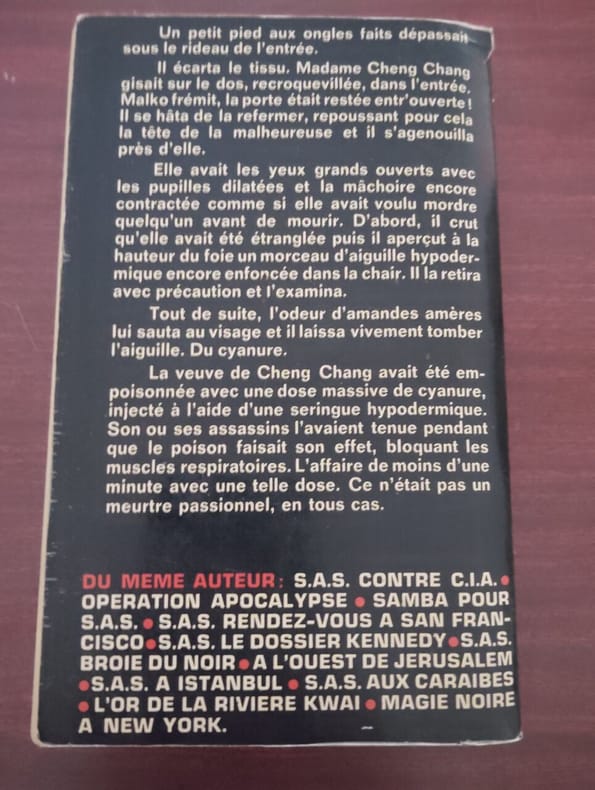 Un petit pied aux ongles faits dépassait
sous le rideau de l'entrée.
Il écarta le tissu. Madame Cheng Chang
gisait sur le dos, recroquevillée, dans l'entrée.
Malko frémit, la porte était restée entr'ouverte !
Il se hâta de la refermer, repoussant pour cela
la tête de la malheureuse et il s'agenouilla
près d'elle.
Elle avait les yeux grands ouverts avec
les pupilles dilatées et la mâchoire encore
contractée comme si elle avait voulu mordre
quelqu'un avant de mourir. D'abord, il crut
qu'elle avait été étranglée puis il aperçut à la
hauteur du foie un morceau d'aiguille hypoder-
mique encore enfoncée dans la chair. Il la retira
avec précaution et l'examina.
Tout de suite, l'odeur d'amandes amères
lui sauta au visage et il laissa vivement tomber
l'aiguille. Du cyanure.
La veuve de Cheng Chang avait été em-
poisonnée avec une dose massive de cyanure,
injecté à l'aide d'une seringue hypodermique.
Son ou ses assassins l'avaient tenue pendant
que le poison faisait son effet, bloquant les
muscles respiratoires. L'affaire de moins d'une
minute avec une telle dose. Ce n'était pas un
meurtre passionnel, en tous cas.
DU MEME AUTEUR : S.A.S. CONTRE C.I.A. •
OPERATION APOCALYPSE • SAMBA POUR
S.A.S. • S.A.S. RENDEZ-VOUS A SAN FRAN-
CISCO • S.A.S. LE DOSSIER KENNEDY • S.A.S.
BROIE DU NOIR • A L'OUEST DE JERUSALEM
• S.A.S. A ISTANBUL • S.A.S. AUX CARAIBES
• L'OR DE LA RIVIERE KWAI • MAGIE NOIRE
A NEW YORK.